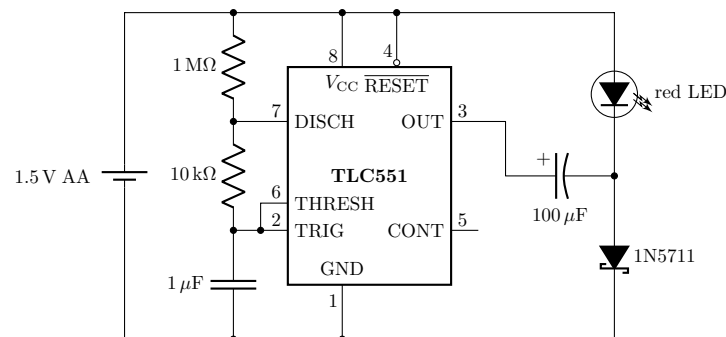 8
4
1 MΩ
V_CC RESET
red LED
7
DISCH
OUT
3
1.5 V AA
10 kΩ
TLC551
+
6
THRESH
2
TRIG
CONT
5
100 μF
1N5711
GND
1 μF
1